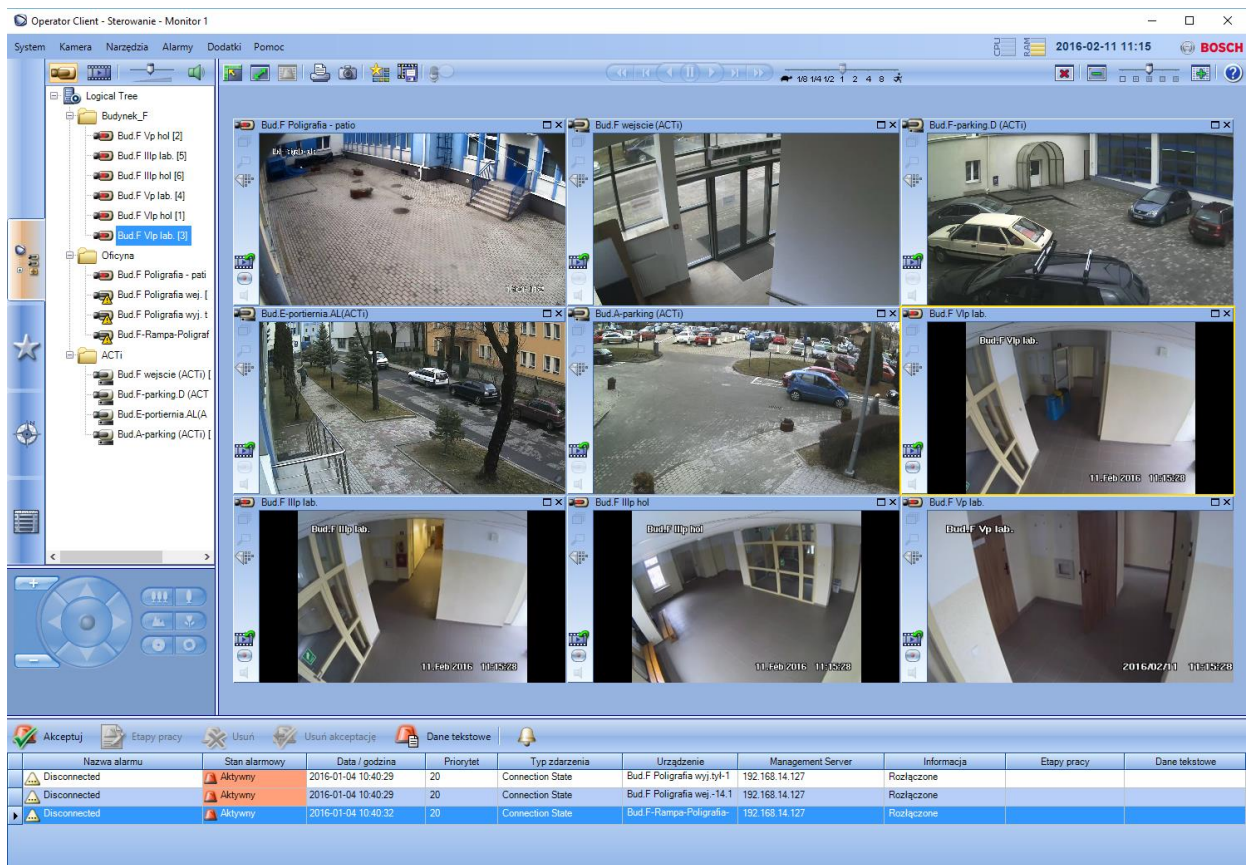 Operator Client - Sterowanie - Monitor 1
System Kamera Narzędzia Alarmy Dodatki Pomoc
CPU RAM 2016-02-11 11:15 BOSCH
1/8 1/4 1/2 1 2 4 8
Logical Tree
Budynek_F
Bud.F Vp hol [2]
Bud.F IIIp lab. [5]
Bud.F IIIp hol [6]
Bud.F Vp lab. [4]
Bud.F VIp hol [1]
Bud.F VIp lab. [3]
Oficyna
Bud.F Poligrafia - pati
Bud.F Poligrafia wej. [
Bud.F Poligrafia wyj. t
Bud.F-Rampa-Poligraf
ACTi
Bud.F wejscie (ACTi) [
Bud.F-parking.D (ACT
Bud.E-portiernia.AL(A
Bud.A-parking (ACTi) [
Bud.F Poligrafia - patio
Bud.F wejscie (ACTi)
Bud.F-parking.D (ACTi)
Bud.E-portiernia.AL(ACTi)
Bud.A-parking (ACTi)
Bud.F VIp lab.
Bud.F VIp lab.
11.Feb 2016 11:15:28
Bud.F IIIp lab.
Bud.F IIIp lab.
11.Feb 2016 11:15:28
Bud.F IIIp hol
Bud.F IIIp hol
11.Feb 2016 11:15:28
Bud.F Vp lab.
Bud.F Vp lab.
2016/02/11 11:15:28
Akceptuj Etapy pracy Usuń Usuń akceptację Dane tekstowe
Nazwa alarmu Stan alarmowy Data / godzina Priorytet Typ zdarzenia Urządzenie Management Server Informacja Etapy pracy Dane tekstowe
Disconnected Aktywny 2016-01-04 10:40:29 20 Connection State Bud.F Poligrafia wyj.tył-1 192.168.14.127 Rozłączone
Disconnected Aktywny 2016-01-04 10:40:29 20 Connection State Bud.F Poligrafia wej.-14.1 192.168.14.127 Rozłączone
Disconnected Aktywny 2016-01-04 10:40:32 20 Connection State Bud.F-Rampa-Poligrafia- 192.168.14.127 Rozłączone